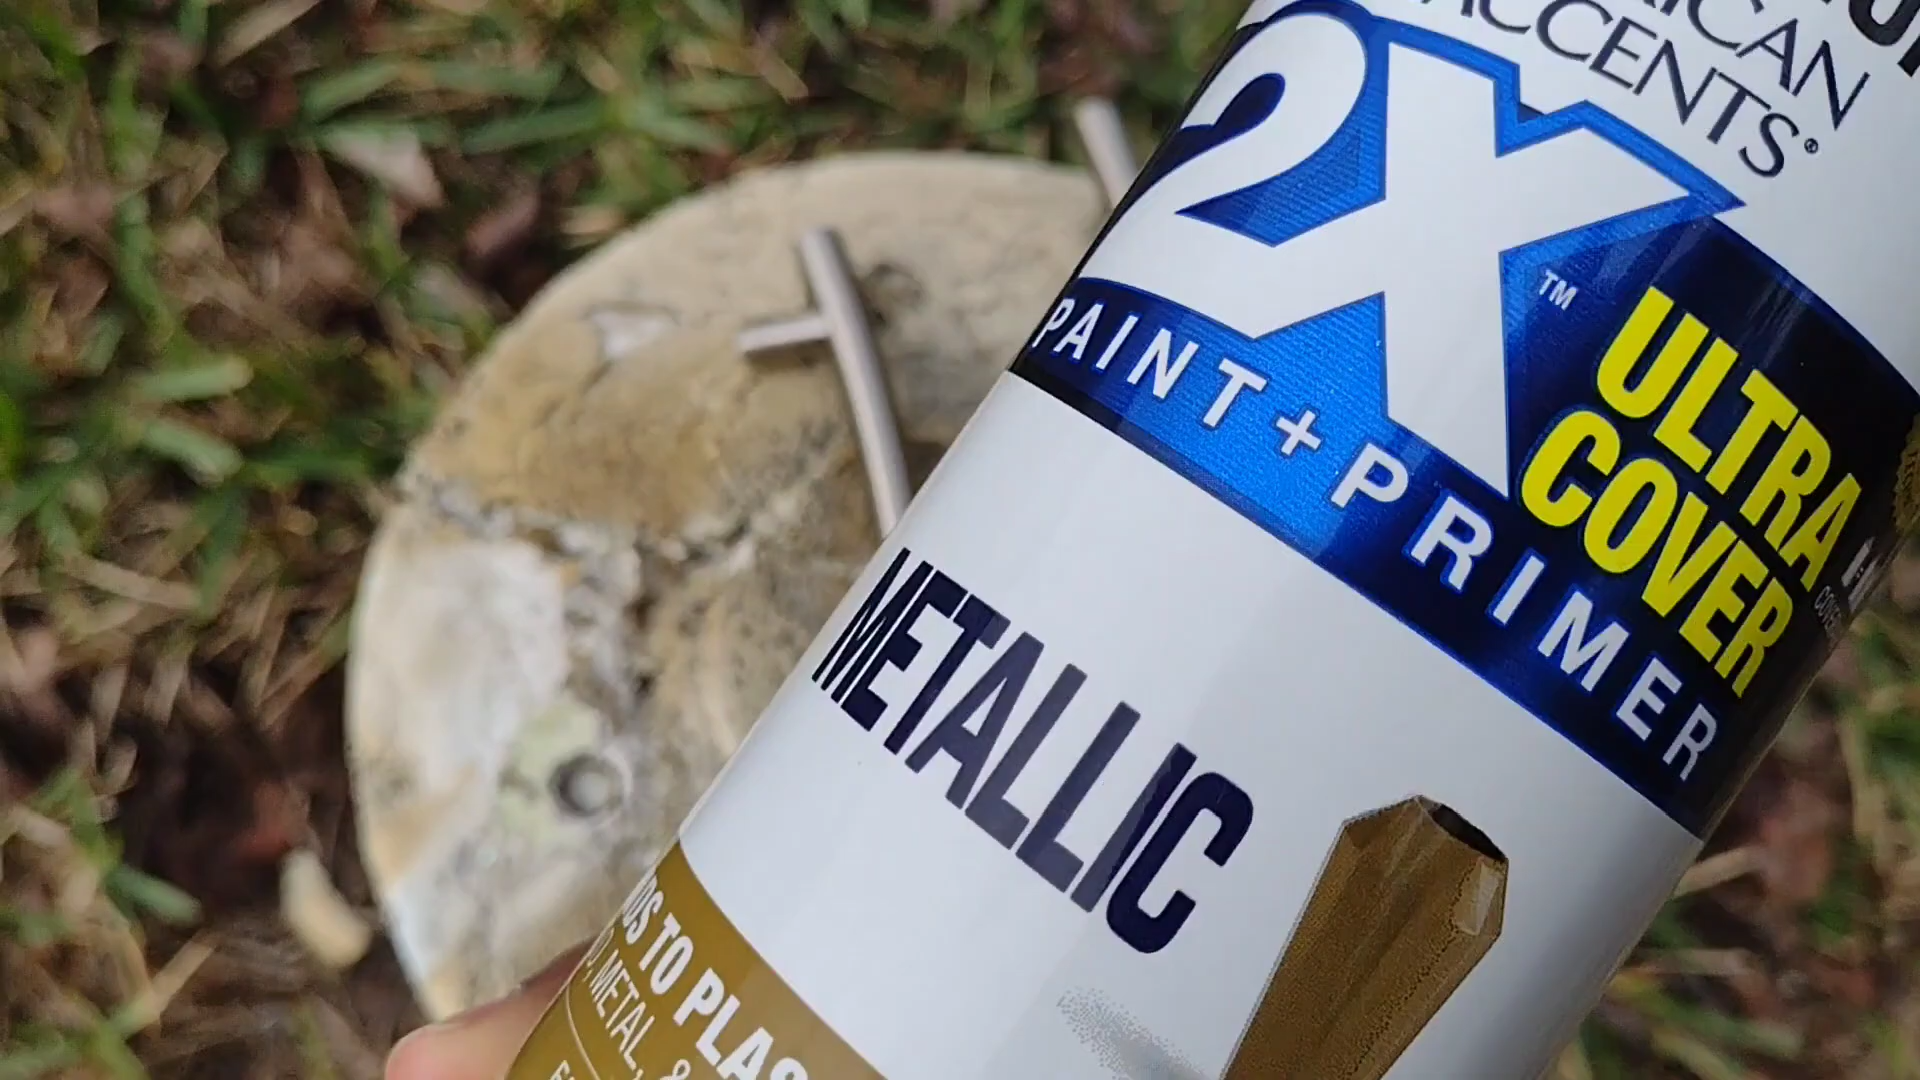 ACCENTS®
2X™
ULTRA
COVER
PAINT+PRIMER
METALLIC
TO PLAS
METAL, &